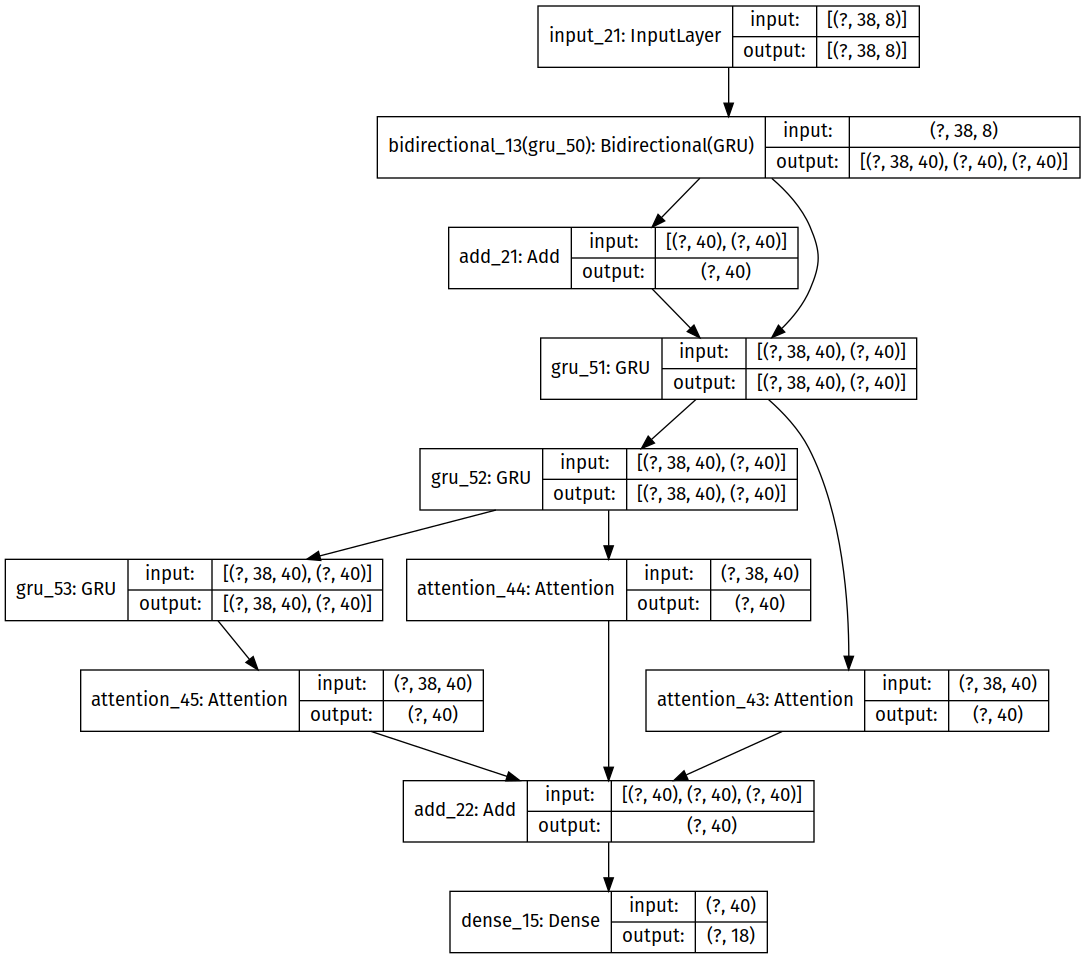 input_21: InputLayer
input: [(?, 38, 8)]
output: [(?, 38, 8)]
bidirectional_13(gru_50): Bidirectional(GRU)
input: (?, 38, 8)
output: [(?, 38, 40), (?, 40), (?, 40)]
add_21: Add
input: [(?, 40), (?, 40)]
output: (?, 40)
gru_51: GRU
input: [(?, 38, 40), (?, 40)]
output: [(?, 38, 40), (?, 40)]
gru_52: GRU
input: [(?, 38, 40), (?, 40)]
output: [(?, 38, 40), (?, 40)]
gru_53: GRU
input: [(?, 38, 40), (?, 40)]
output: [(?, 38, 40), (?, 40)]
attention_44: Attention
input: (?, 38, 40)
output: (?, 40)
attention_45: Attention
input: (?, 38, 40)
output: (?, 40)
attention_43: Attention
input: (?, 38, 40)
output: (?, 40)
add_22: Add
input: [(?, 40), (?, 40), (?, 40)]
output: (?, 40)
dense_15: Dense
input: (?, 40)
output: (?, 18)